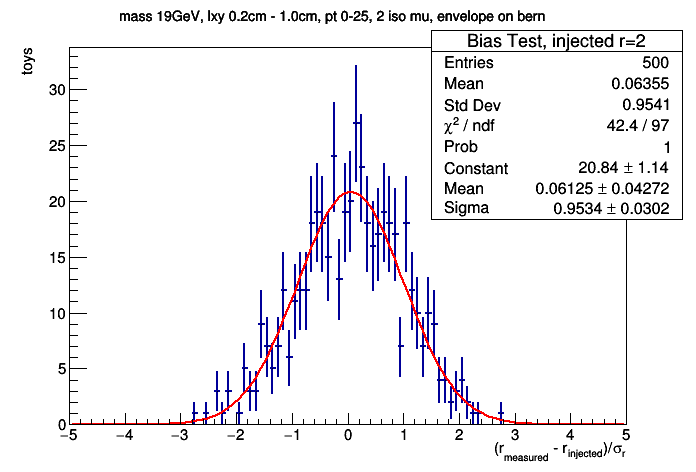 mass 19GeV, lxy 0.2cm - 1.0cm, pt 0-25, 2 iso mu, envelope on bern
Bias Test, injected r=2
Entries 500
Mean 0.06355
Std Dev 0.9541
χ² / ndf 42.4 / 97
Prob 1
Constant 20.84 ± 1.14
Mean 0.06125 ± 0.04272
Sigma 0.9534 ± 0.0302
toys
30
25
20
15
10
5
0
−5 −4 −3 −2 −1 0 1 2 3 4 5
(r_measured - r_injected)/σ_r